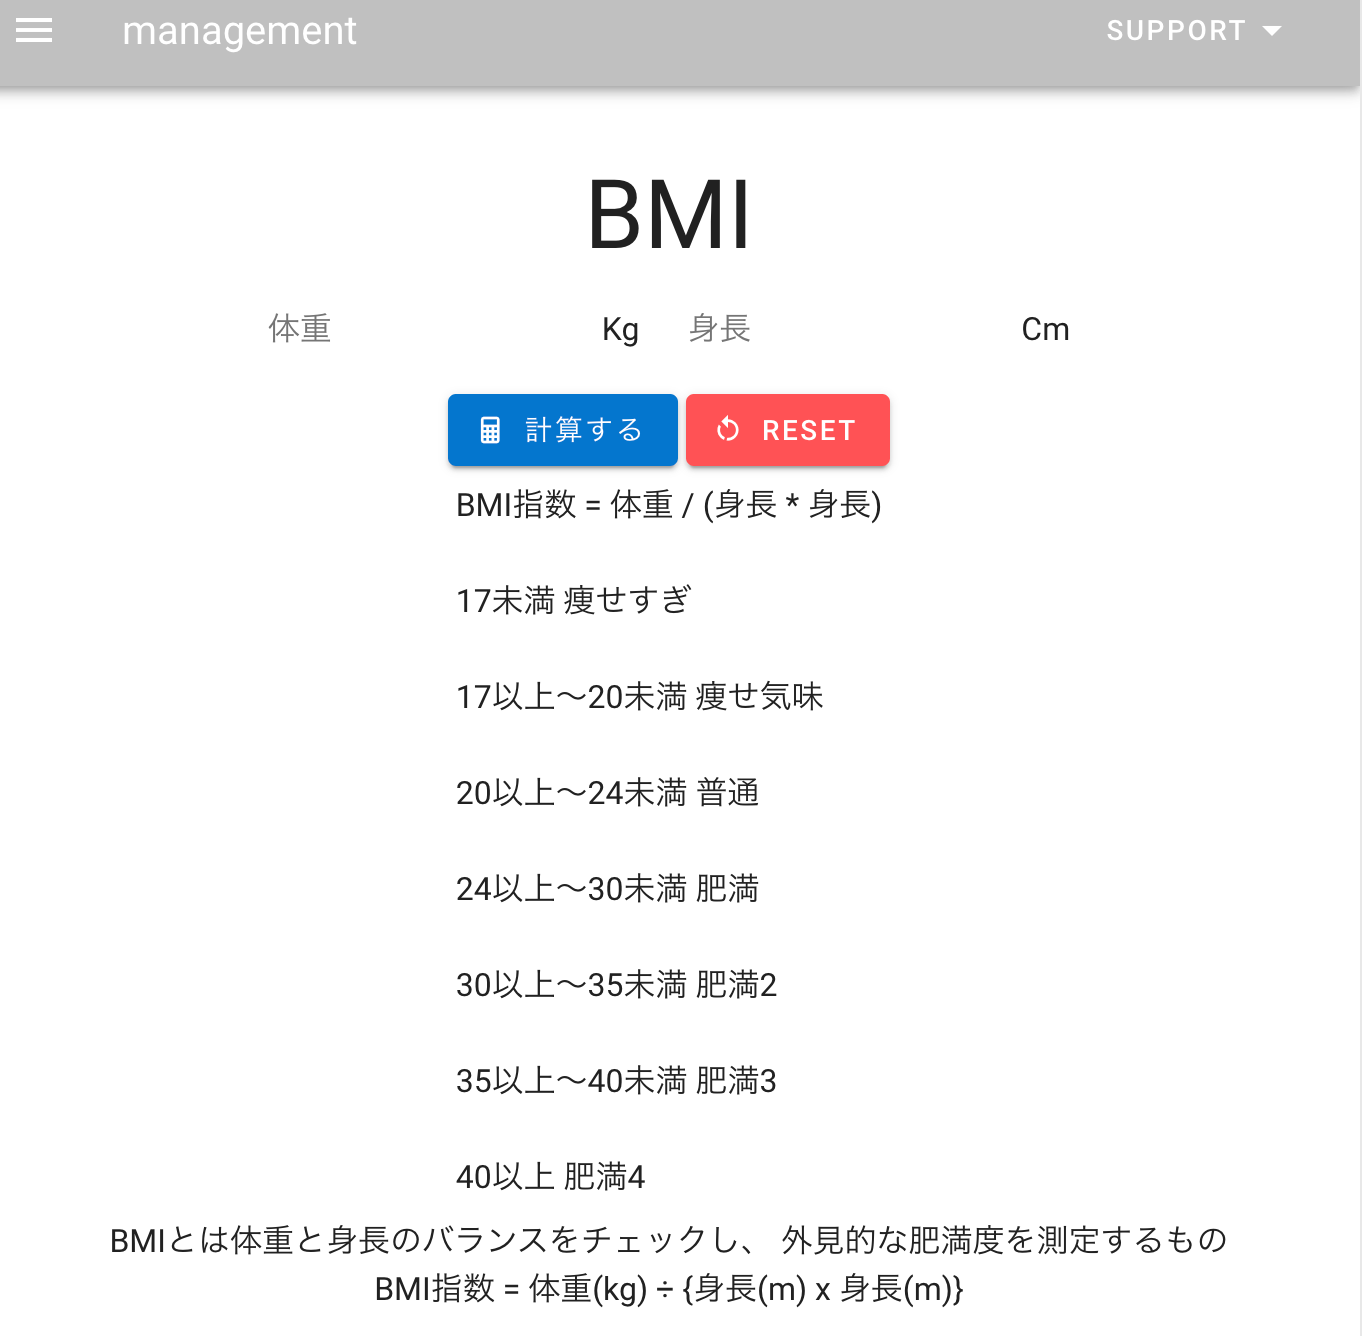 management
SUPPORT
BMI
体重 Kg 身長 Cm
計算する RESET
BMI指数 = 体重 / (身長 * 身長)
17未満 痩せすぎ
17以上〜20未満 痩せ気味
20以上〜24未満 普通
24以上〜30未満 肥満
30以上〜35未満 肥満2
35以上〜40未満 肥満3
40以上 肥満4
BMIとは体重と身長のバランスをチェックし、 外見的な肥満度を測定するもの
BMI指数 = 体重(kg) ÷ {身長(m) x 身長(m)}